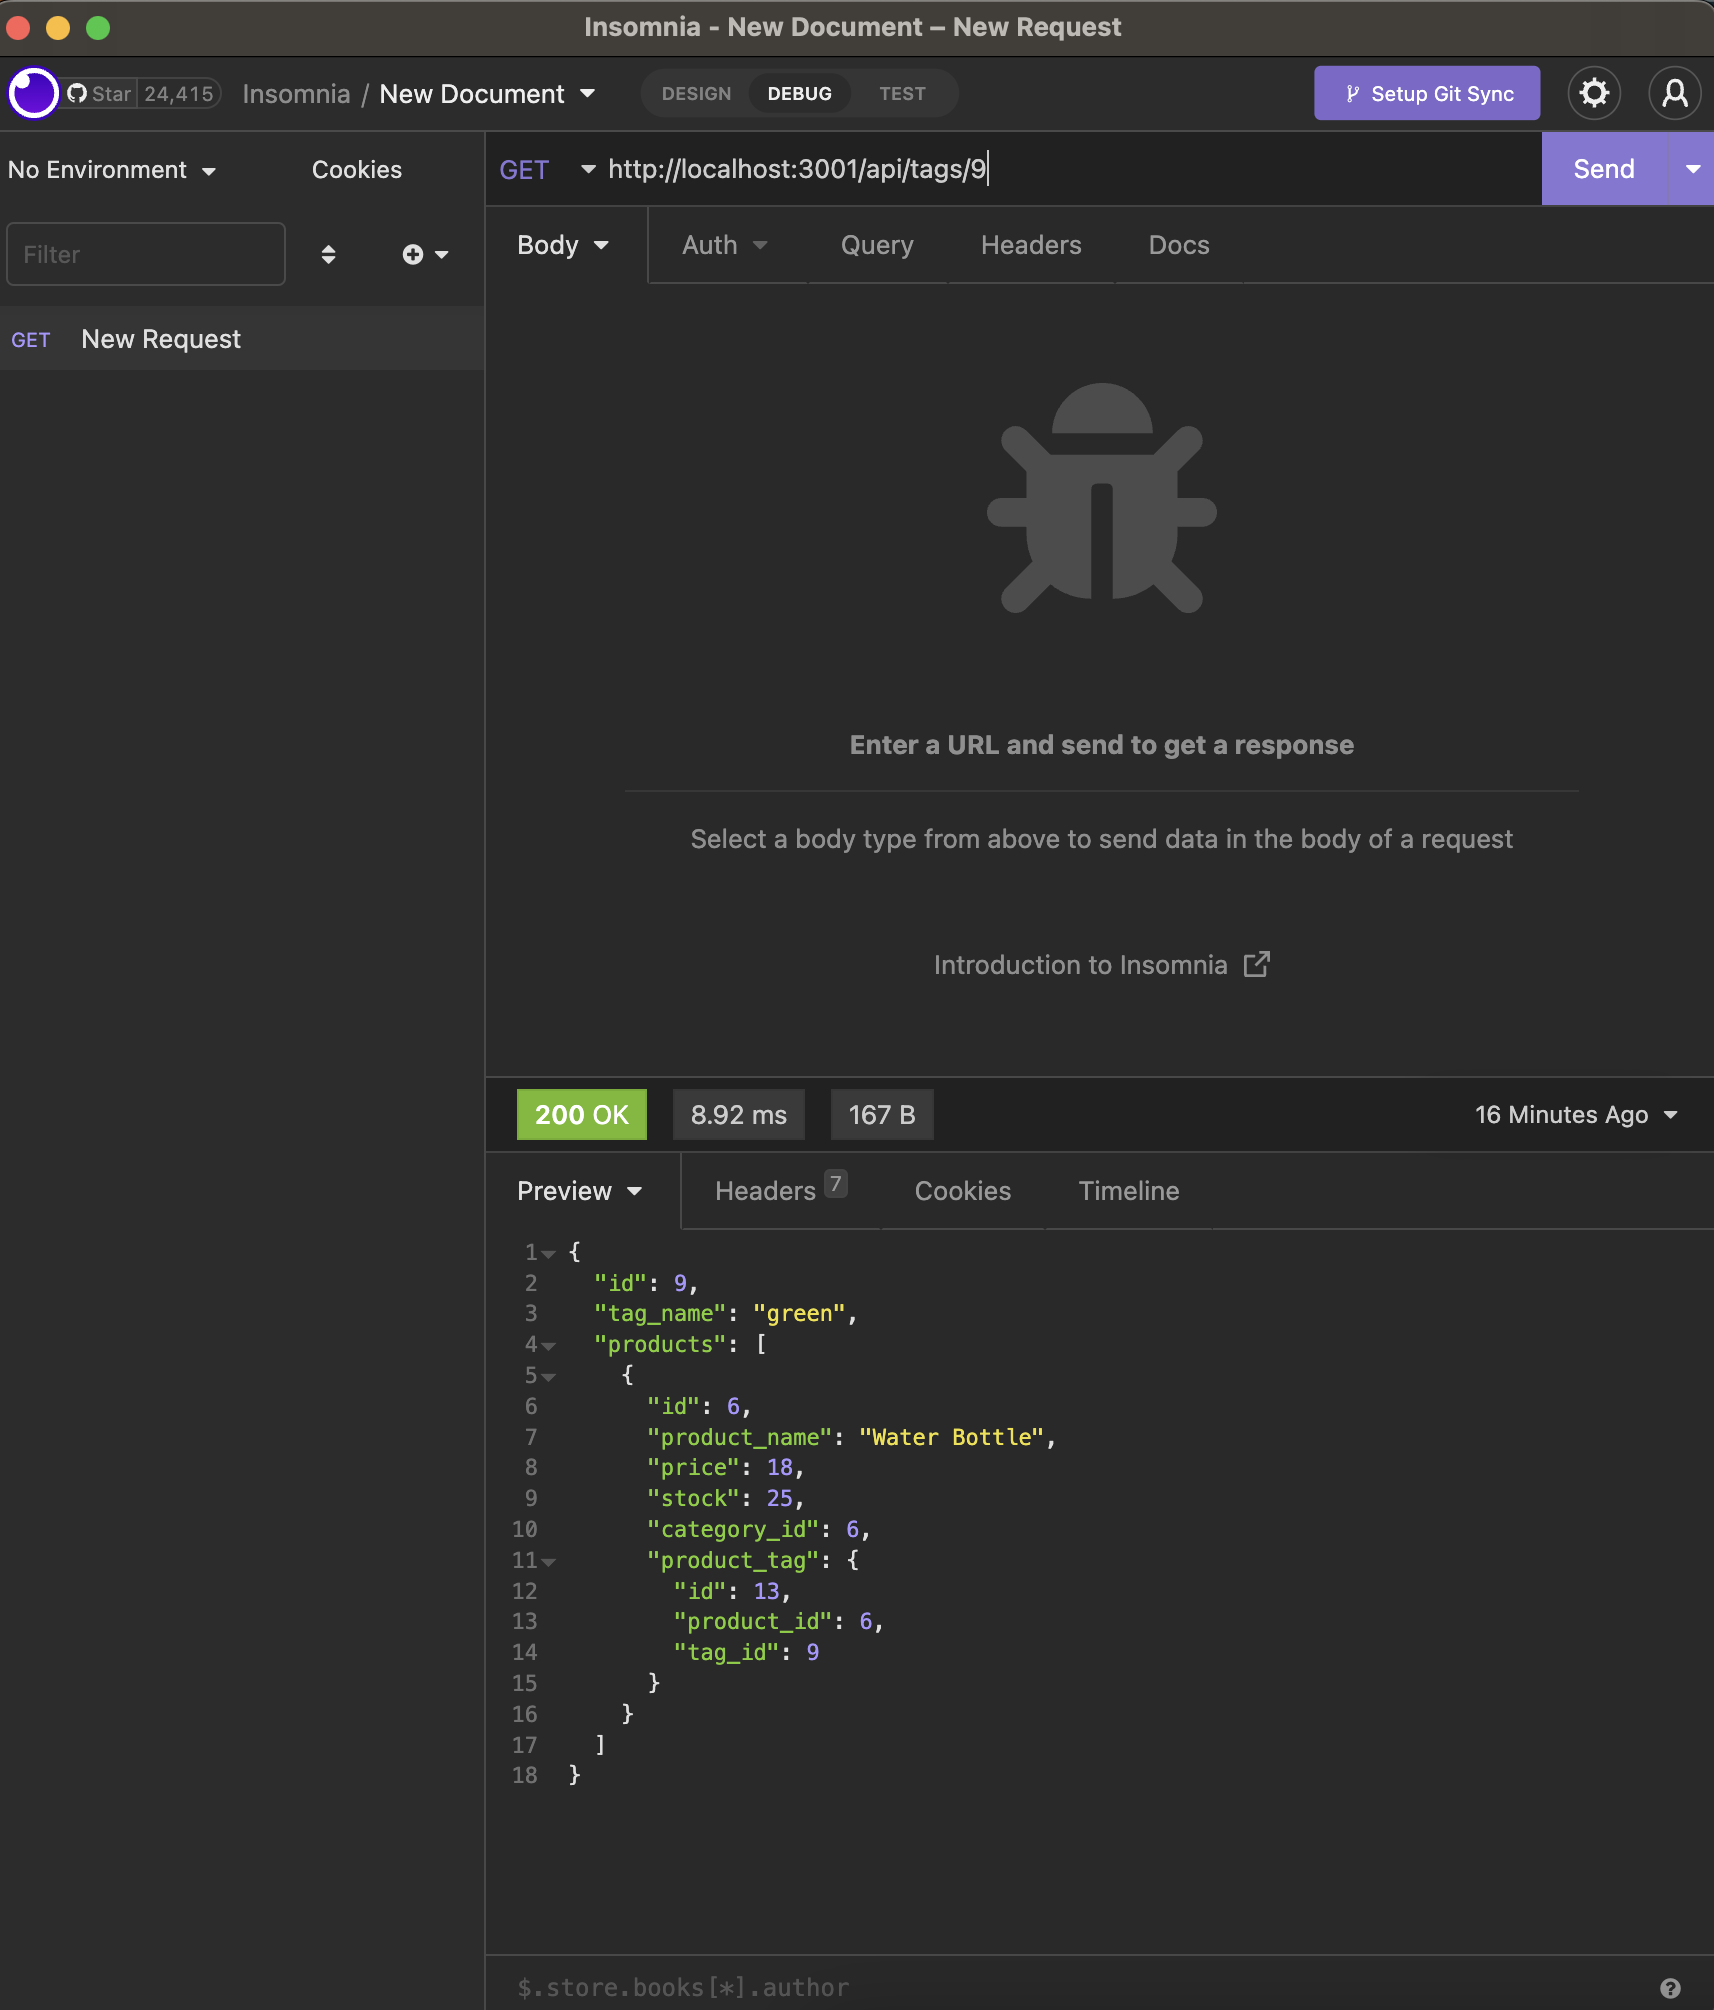 Insomnia - New Document – New Request
Star 24,415 Insomnia / New Document DESIGN DEBUG TEST Setup Git Sync
No Environment Cookies
GET http://localhost:3001/api/tags/9 Send
Filter
Body Auth Query Headers Docs
GET New Request
Enter a URL and send to get a response
Select a body type from above to send data in the body of a request
Introduction to Insomnia
200 OK 8.92 ms 167 B 16 Minutes Ago
Preview Headers 7 Cookies Timeline
1 {
2 "id": 9,
3 "tag_name": "green",
4 "products": [
5 {
6 "id": 6,
7 "product_name": "Water Bottle",
8 "price": 18,
9 "stock": 25,
10 "category_id": 6,
11 "product_tag": {
12 "id": 13,
13 "product_id": 6,
14 "tag_id": 9
15 }
16 }
17 ]
18 }
$.store.books[*].author